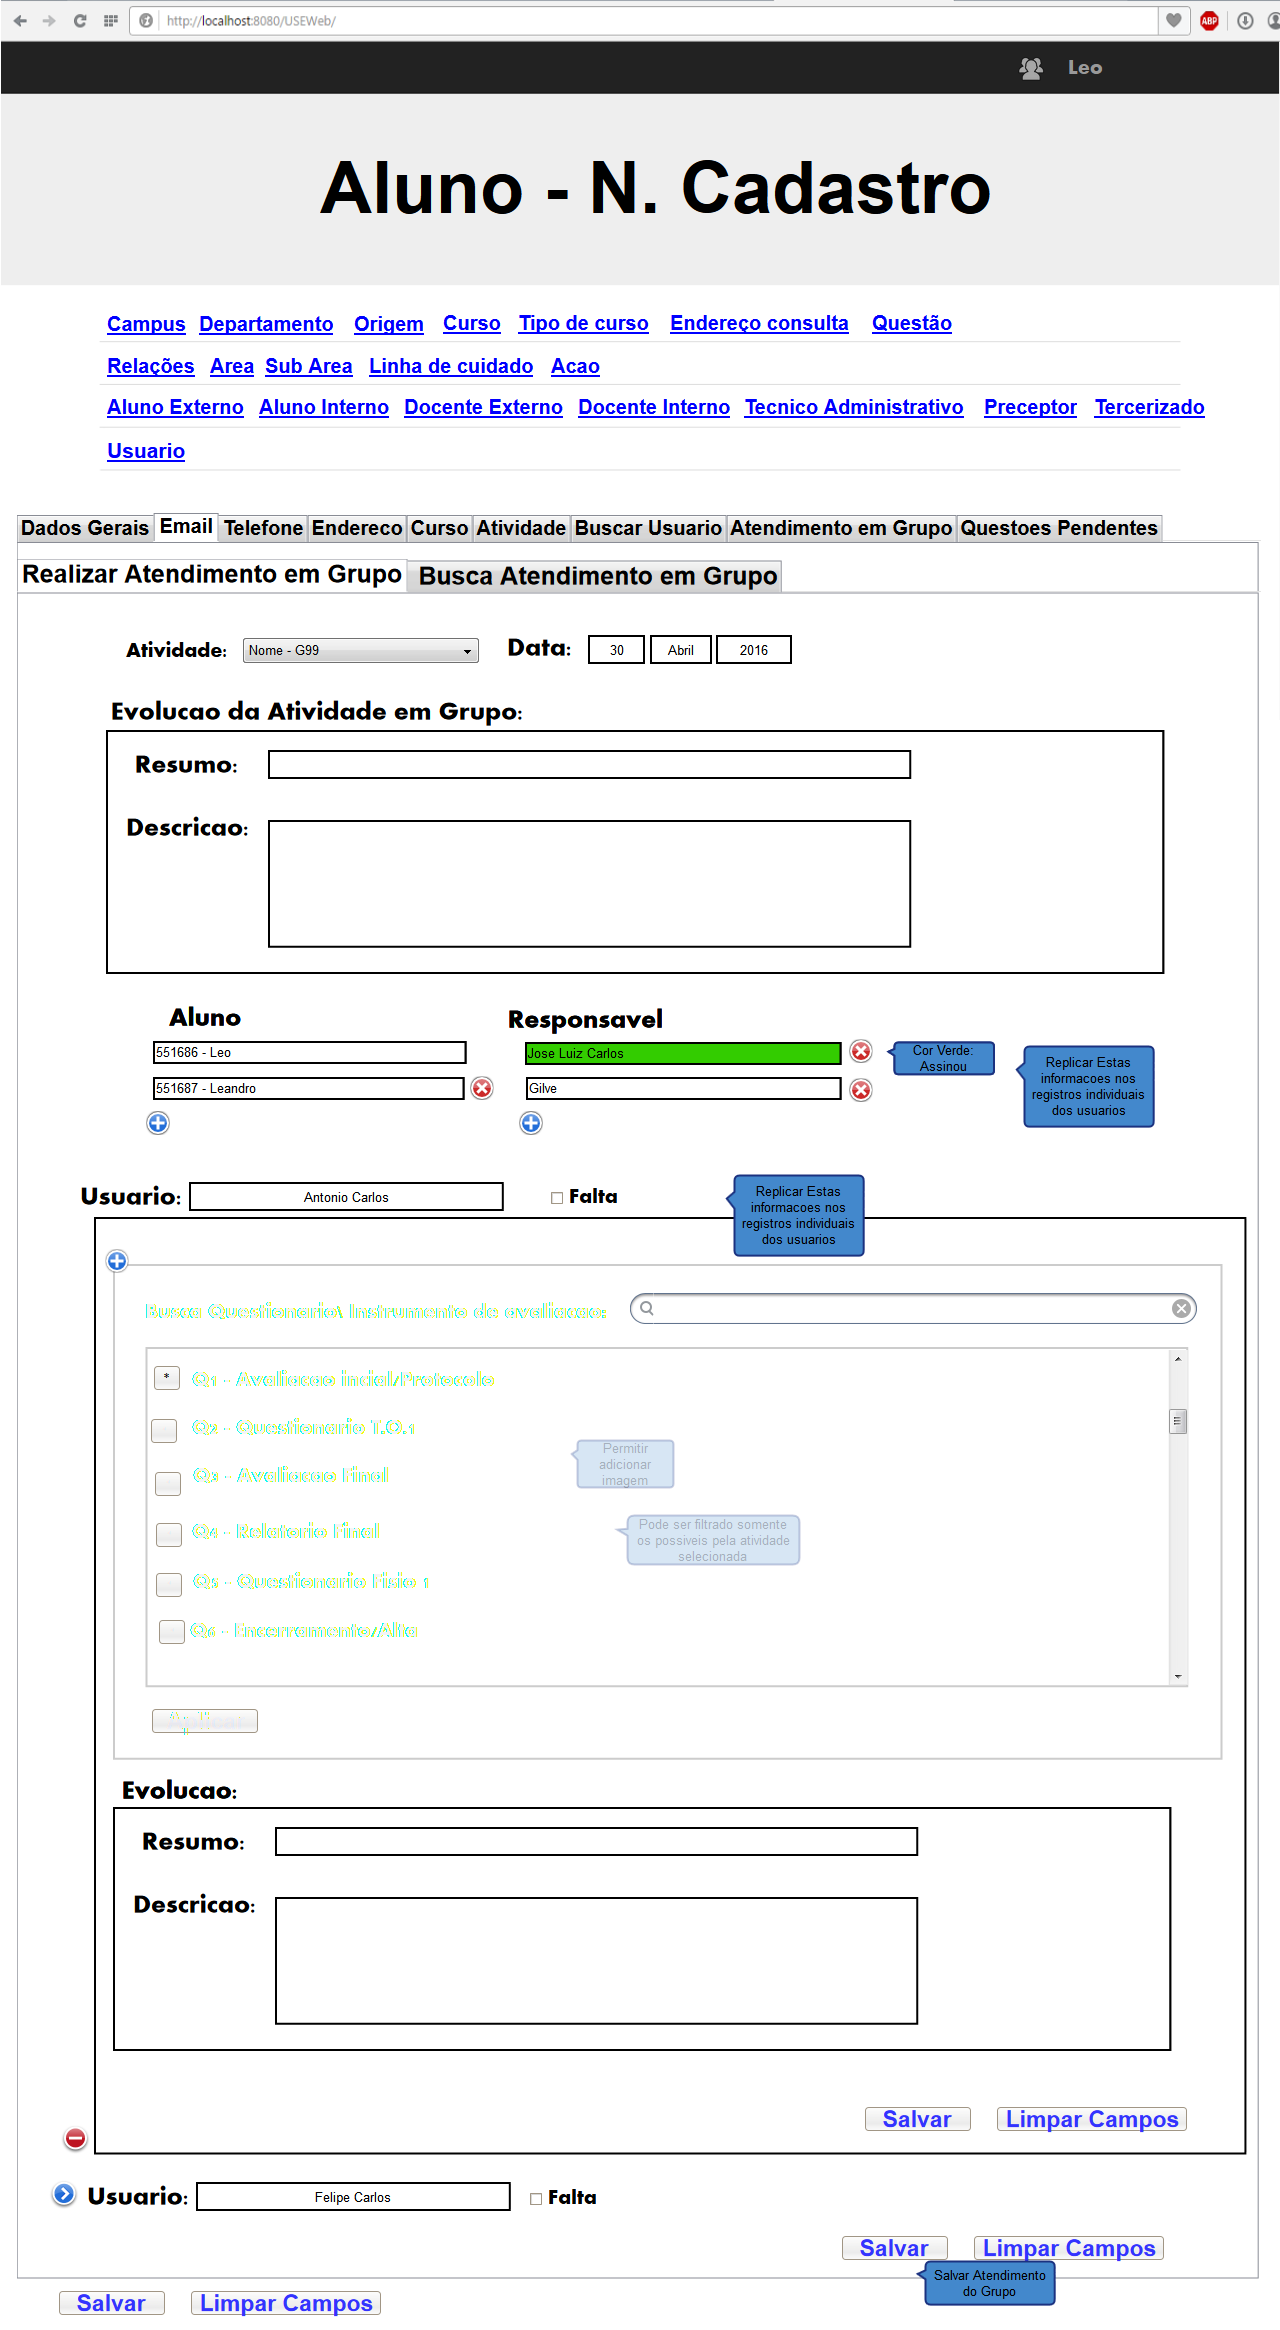 http://localhost:8080/USEWeb/
ABP
Leo
Aluno - N. Cadastro
Campus Departamento Origem Curso Tipo de curso Endereço consulta Questão
Relações Area Sub Area Linha de cuidado Acao
Aluno Externo Aluno Interno Docente Externo Docente Interno Tecnico Administrativo Preceptor Tercerizado
Usuario
Dados Gerais Email Telefone Endereco Curso Atividade Buscar Usuario Atendimento em Grupo Questoes Pendentes
Realizar Atendimento em Grupo Busca Atendimento em Grupo
Atividade: Nome - G99 Data: 30 Abril 2016
Evolucao da Atividade em Grupo:
Resumo:
Descricao:
Aluno Responsavel
551686 - Leo Jose Luiz Carlos
Cor Verde:
Assinou
Replicar Estas
informacoes nos
registros individuais
dos usuarios
551687 - Leandro Gilve
Usuario: Antonio Carlos Falta
Replicar Estas
informacoes nos
registros individuais
dos usuarios
Busca Questionario\ Instrumento de avaliacao:
* Q1 - Avaliacao incial/Protocolo
Q2 - Questionario T.O.1
Q3 - Avaliacao Final
Permitir
adicionar
imagem
Q4 - Relatorio Final
Pode ser filtrado somente
os possiveis pela atividade
selecionada
Q5 - Questionario Fisio 1
Q6 - Encerramento/Alta
Aplicar
Evolucao:
Resumo:
Descricao:
Salvar Limpar Campos
Usuario: Felipe Carlos Falta
Salvar Limpar Campos
Salvar Atendimento
do Grupo
Salvar Limpar Campos